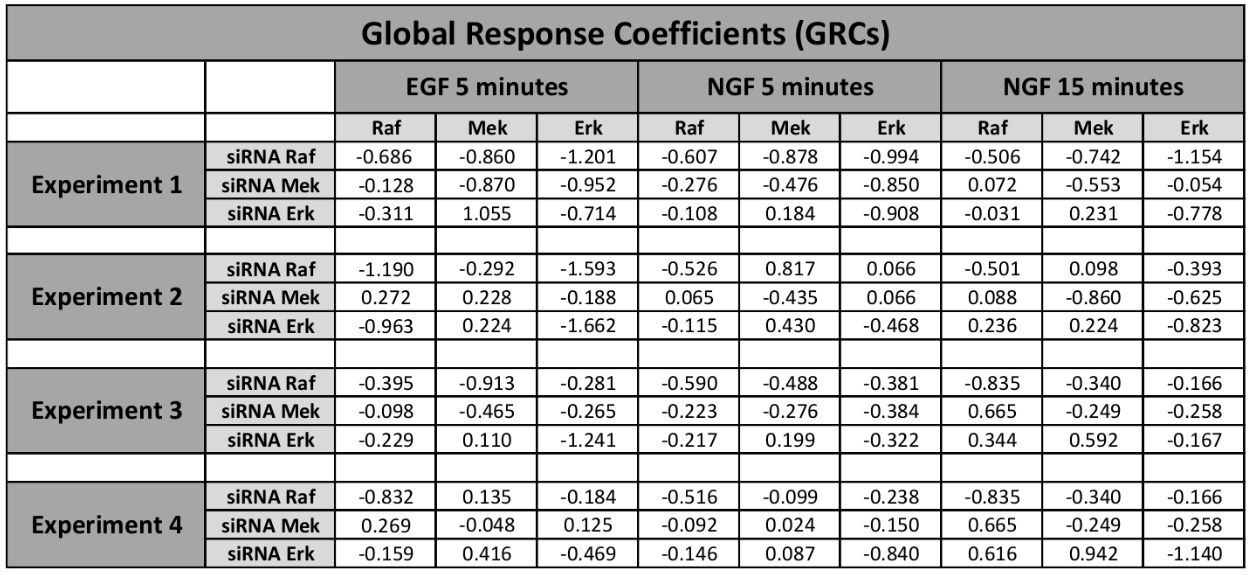 Global Response Coefficients (GRCs)
EGF 5 minutes NGF 5 minutes NGF 15 minutes
Raf Mek Erk Raf Mek Erk Raf Mek Erk
Experiment 1
siRNA Raf -0.686 -0.860 -1.201 -0.607 -0.878 -0.994 -0.506 -0.742 -1.154
siRNA Mek -0.128 -0.870 -0.952 -0.276 -0.476 -0.850 0.072 -0.553 -0.054
siRNA Erk -0.311 1.055 -0.714 -0.108 0.184 -0.908 -0.031 0.231 -0.778
Experiment 2
siRNA Raf -1.190 -0.292 -1.593 -0.526 0.817 0.066 -0.501 0.098 -0.393
siRNA Mek 0.272 0.228 -0.188 0.065 -0.435 0.066 0.088 -0.860 -0.625
siRNA Erk -0.963 0.224 -1.662 -0.115 0.430 -0.468 0.236 0.224 -0.823
Experiment 3
siRNA Raf -0.395 -0.913 -0.281 -0.590 -0.488 -0.381 -0.835 -0.340 -0.166
siRNA Mek -0.098 -0.465 -0.265 -0.223 -0.276 -0.384 0.665 -0.249 -0.258
siRNA Erk -0.229 0.110 -1.241 -0.217 0.199 -0.322 0.344 0.592 -0.167
Experiment 4
siRNA Raf -0.832 0.135 -0.184 -0.516 -0.099 -0.238 -0.835 -0.340 -0.166
siRNA Mek 0.269 -0.048 0.125 -0.092 0.024 -0.150 0.665 -0.249 -0.258
siRNA Erk -0.159 0.416 -0.469 -0.146 0.087 -0.840 0.616 0.942 -1.140